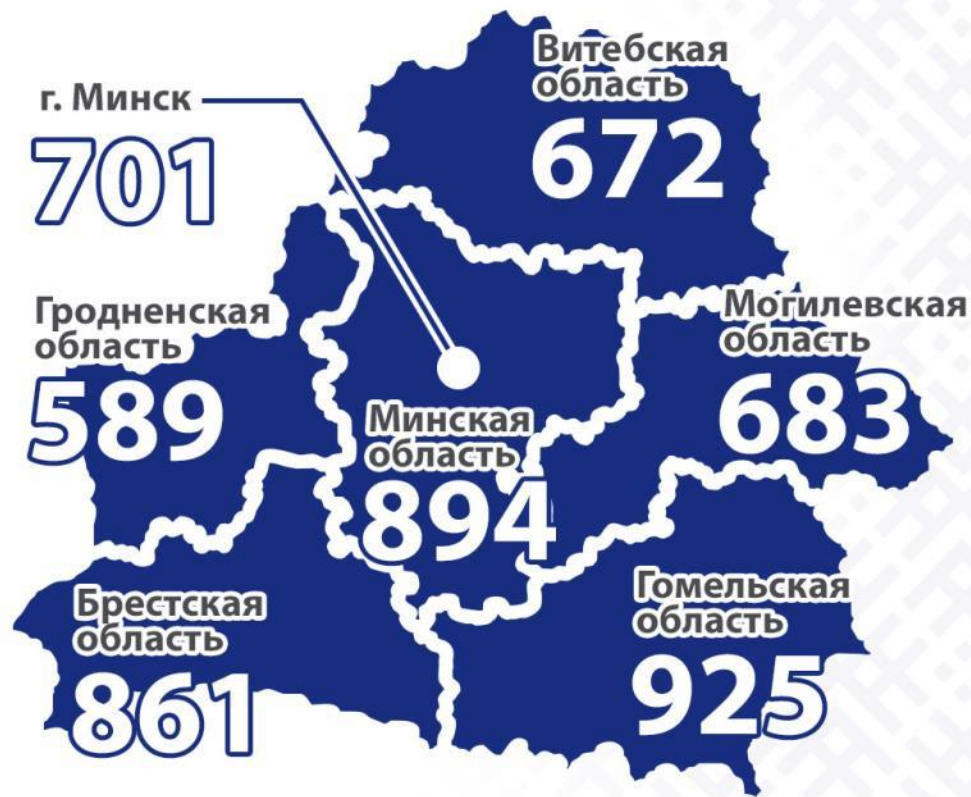 Витебская
область
672
г. Минск
701
Гродненская
область
589
Могилевская
область
683
Минская
область
894
Брестская
область
861
Гомельская
область
925